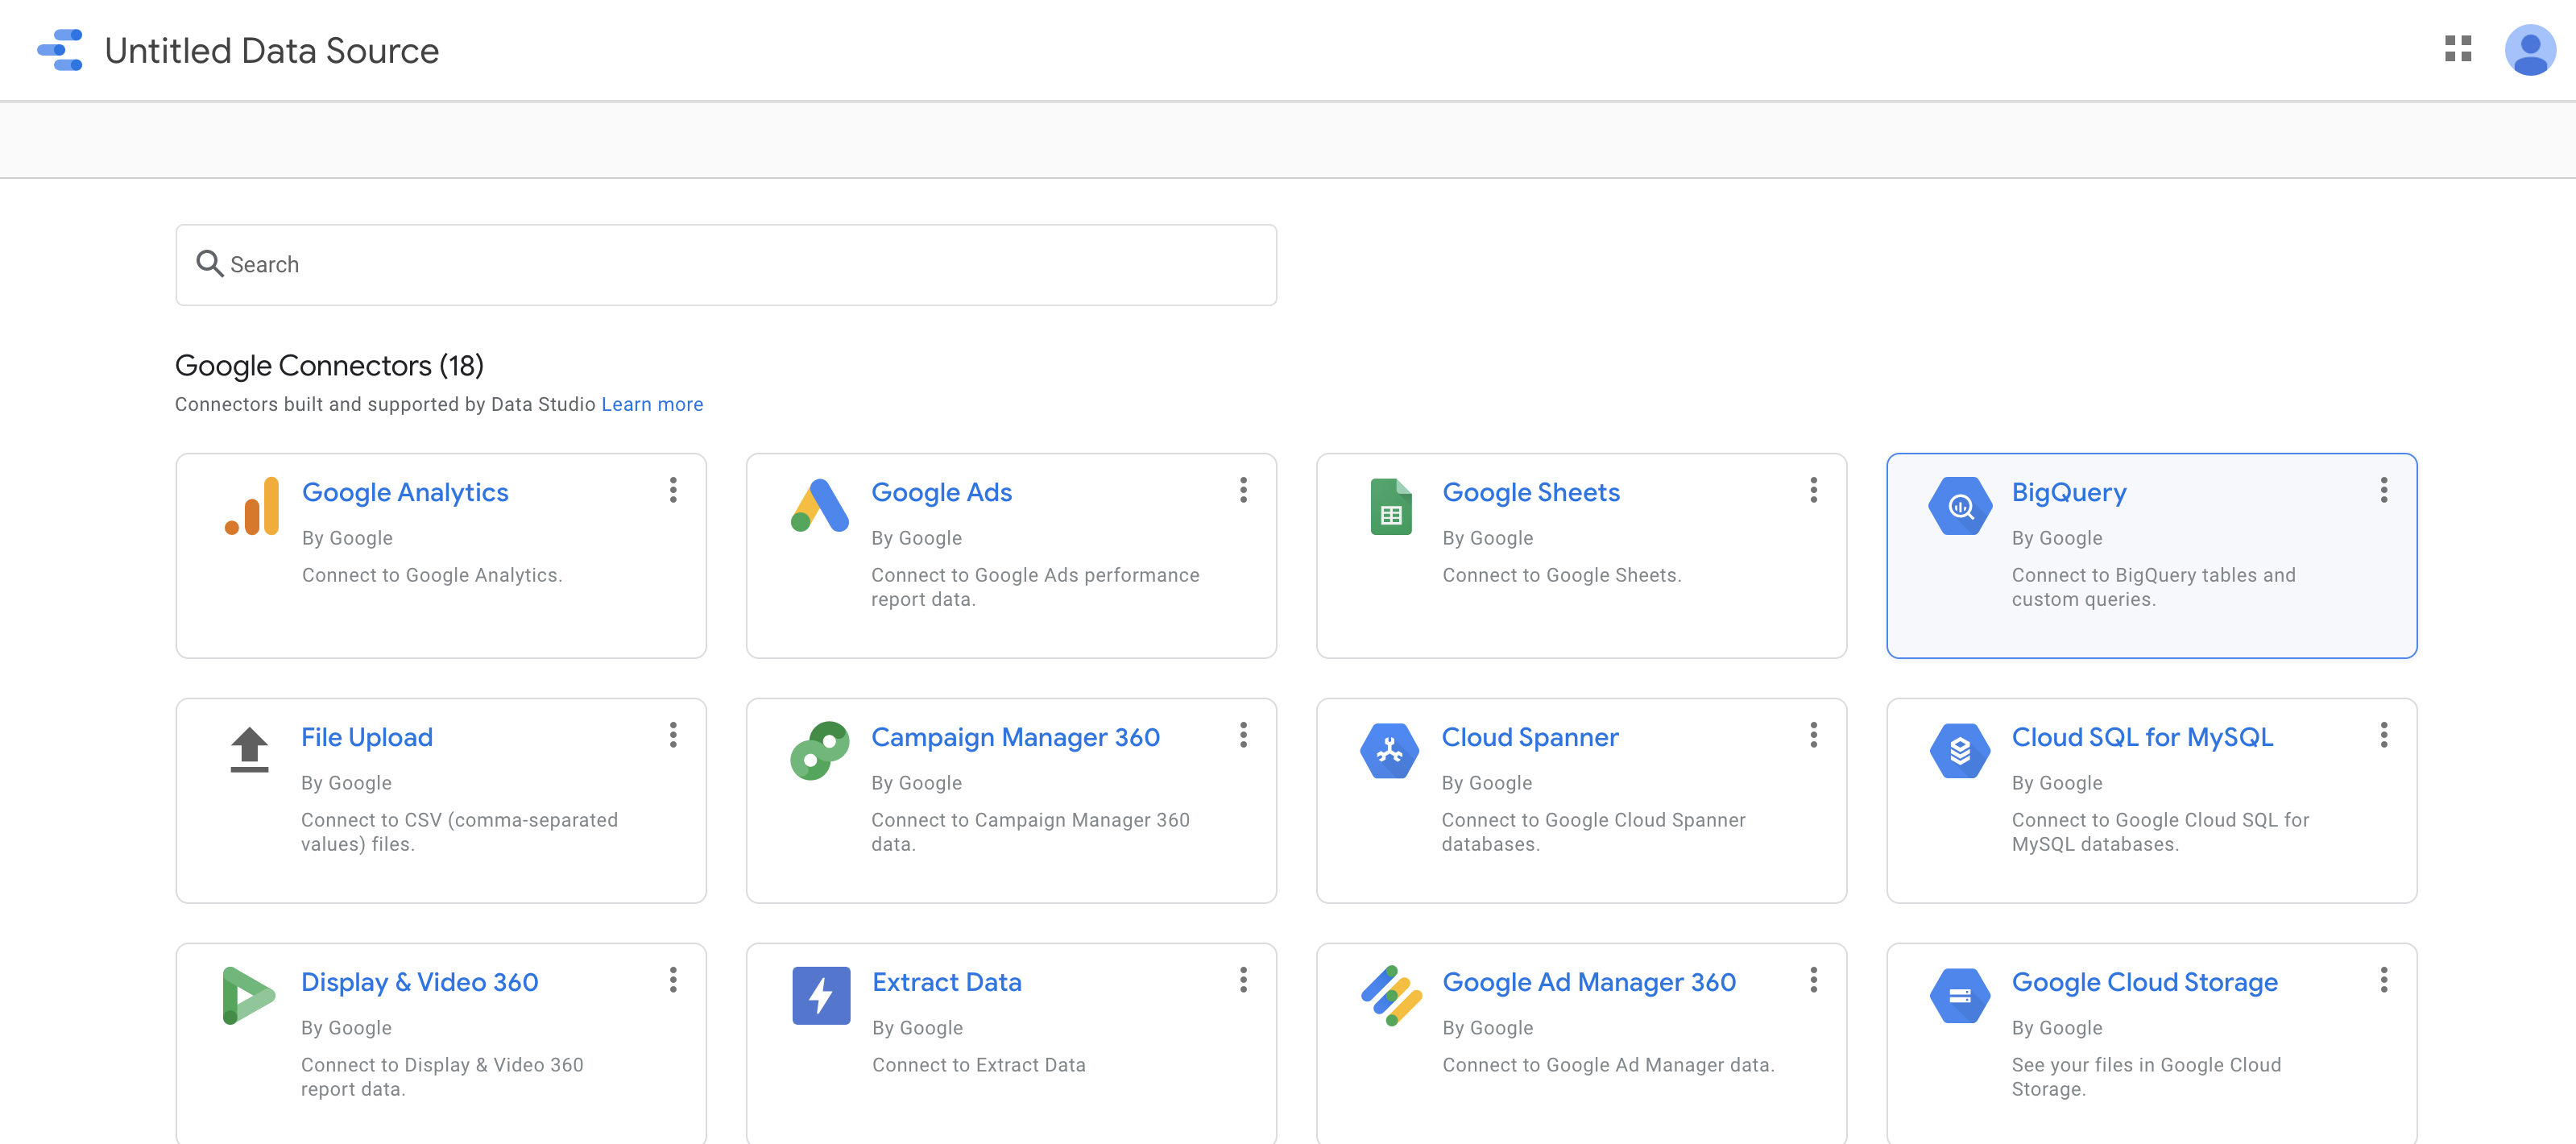 Untitled Data Source
Search
Google Connectors (18)
Connectors built and supported by Data Studio Learn more
Google Analytics
By Google
Connect to Google Analytics.
Google Ads
By Google
Connect to Google Ads performance
report data.
Google Sheets
By Google
Connect to Google Sheets.
BigQuery
By Google
Connect to BigQuery tables and
custom queries.
File Upload
By Google
Connect to CSV (comma-separated
values) files.
Campaign Manager 360
By Google
Connect to Campaign Manager 360
data.
Cloud Spanner
By Google
Connect to Google Cloud Spanner
databases.
Cloud SQL for MySQL
By Google
Connect to Google Cloud SQL for
MySQL databases.
Display & Video 360
By Google
Connect to Display & Video 360
report data.
Extract Data
By Google
Connect to Extract Data
Google Ad Manager 360
By Google
Connect to Google Ad Manager data.
Google Cloud Storage
By Google
See your files in Google Cloud
Storage.